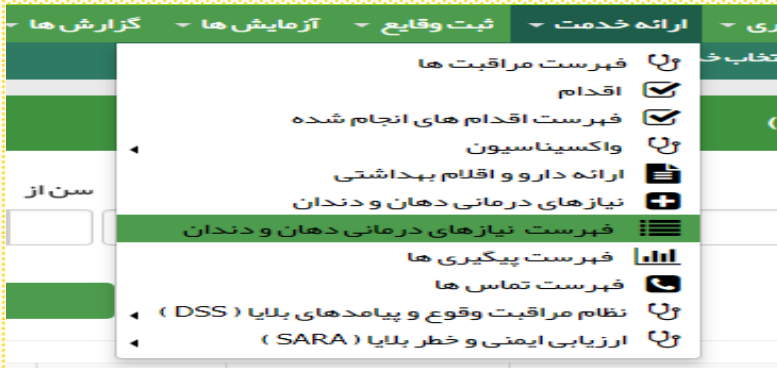 ارائه خدمت ثبت وقایع آزمایش ها گزارش ها
فهرست مراقبت ها
اقدام
فهرست اقدام های انجام شده
واکسیناسیون
ارائه دارو و اقلام بهداشتی
سن از
نیازهای درمانی دهان و دندان
فهرست نیازهای درمانی دهان و دندان
فهرست پیگیری ها
فهرست تماس ها
نظام مراقبت وقوع و پیامدهای بلایا ( DSS )
ارزیابی ایمنی و خطر بلایا ( SARA )